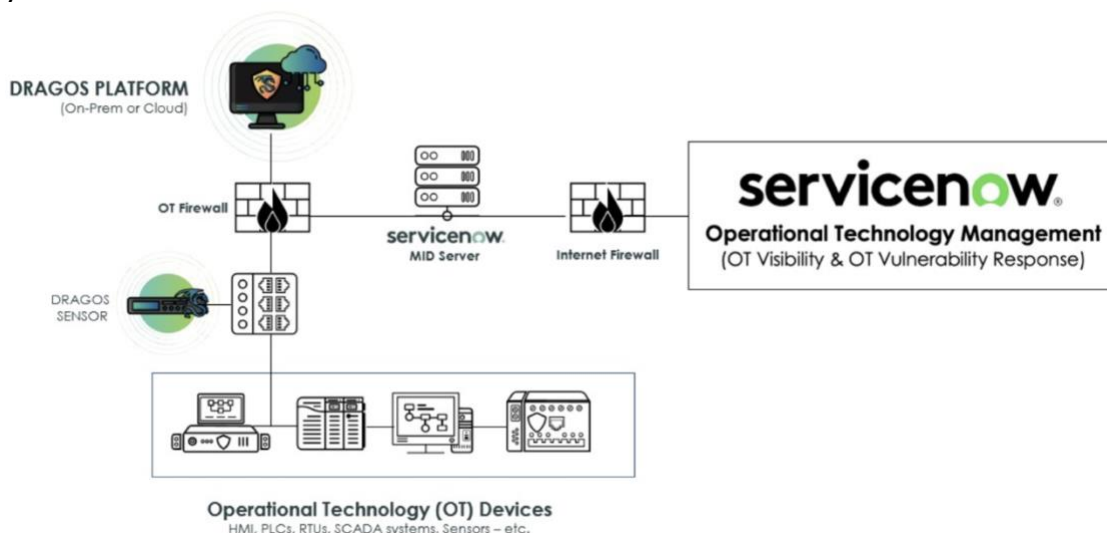 DRAGOS PLATFORM
(On-Prem or Cloud)
OT Firewall
servicenow.
MID Server
Internet Firewall
servicenow®
Operational Technology Management
(OT Visibility & OT Vulnerability Response)
DRAGOS
SENSOR
Operational Technology (OT) Devices
HMI, PLCs, RTUs, SCADA systems, Sensors – etc.